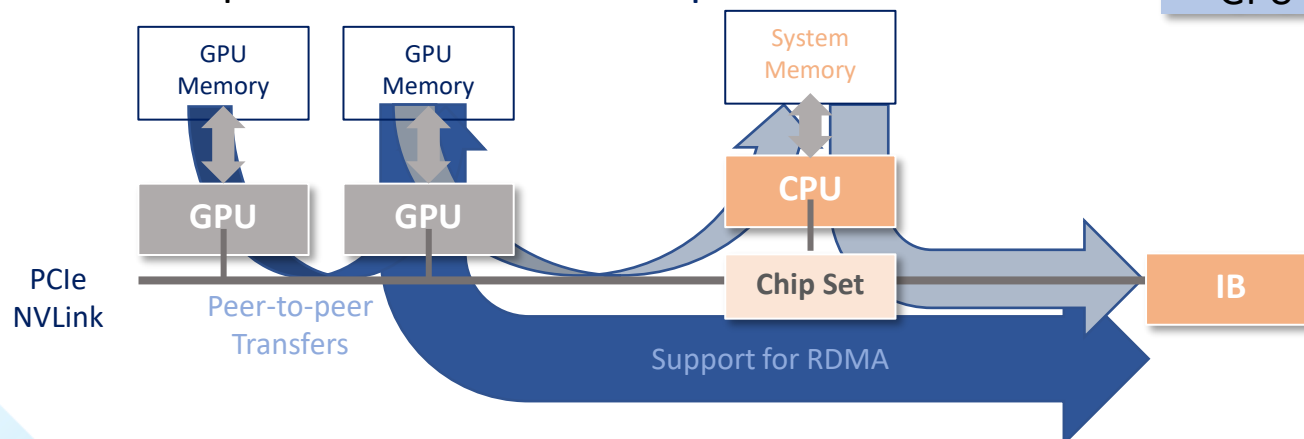 GPU
Memory
GPU
Memory
System
Memory
GPU
GPU
CPU
PCIe
NVLink
Chip Set
IB
Peer-to-peer
Transfers
Support for RDMA